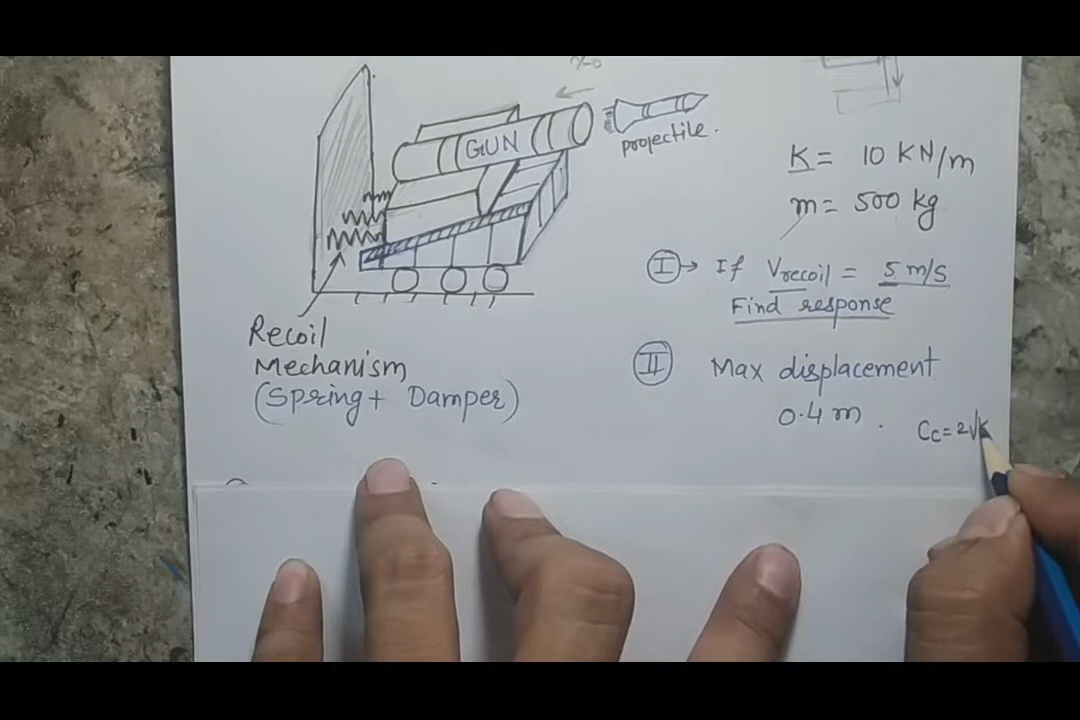 GUN
projectile.
K = 10 KN/m
m = 500 kg
I → If Vrecoil = 5 m/s
Find response
Recoil
Mechanism
(Spring + Damper)
II Max displacement
0.4 m .
Cc = 2√K